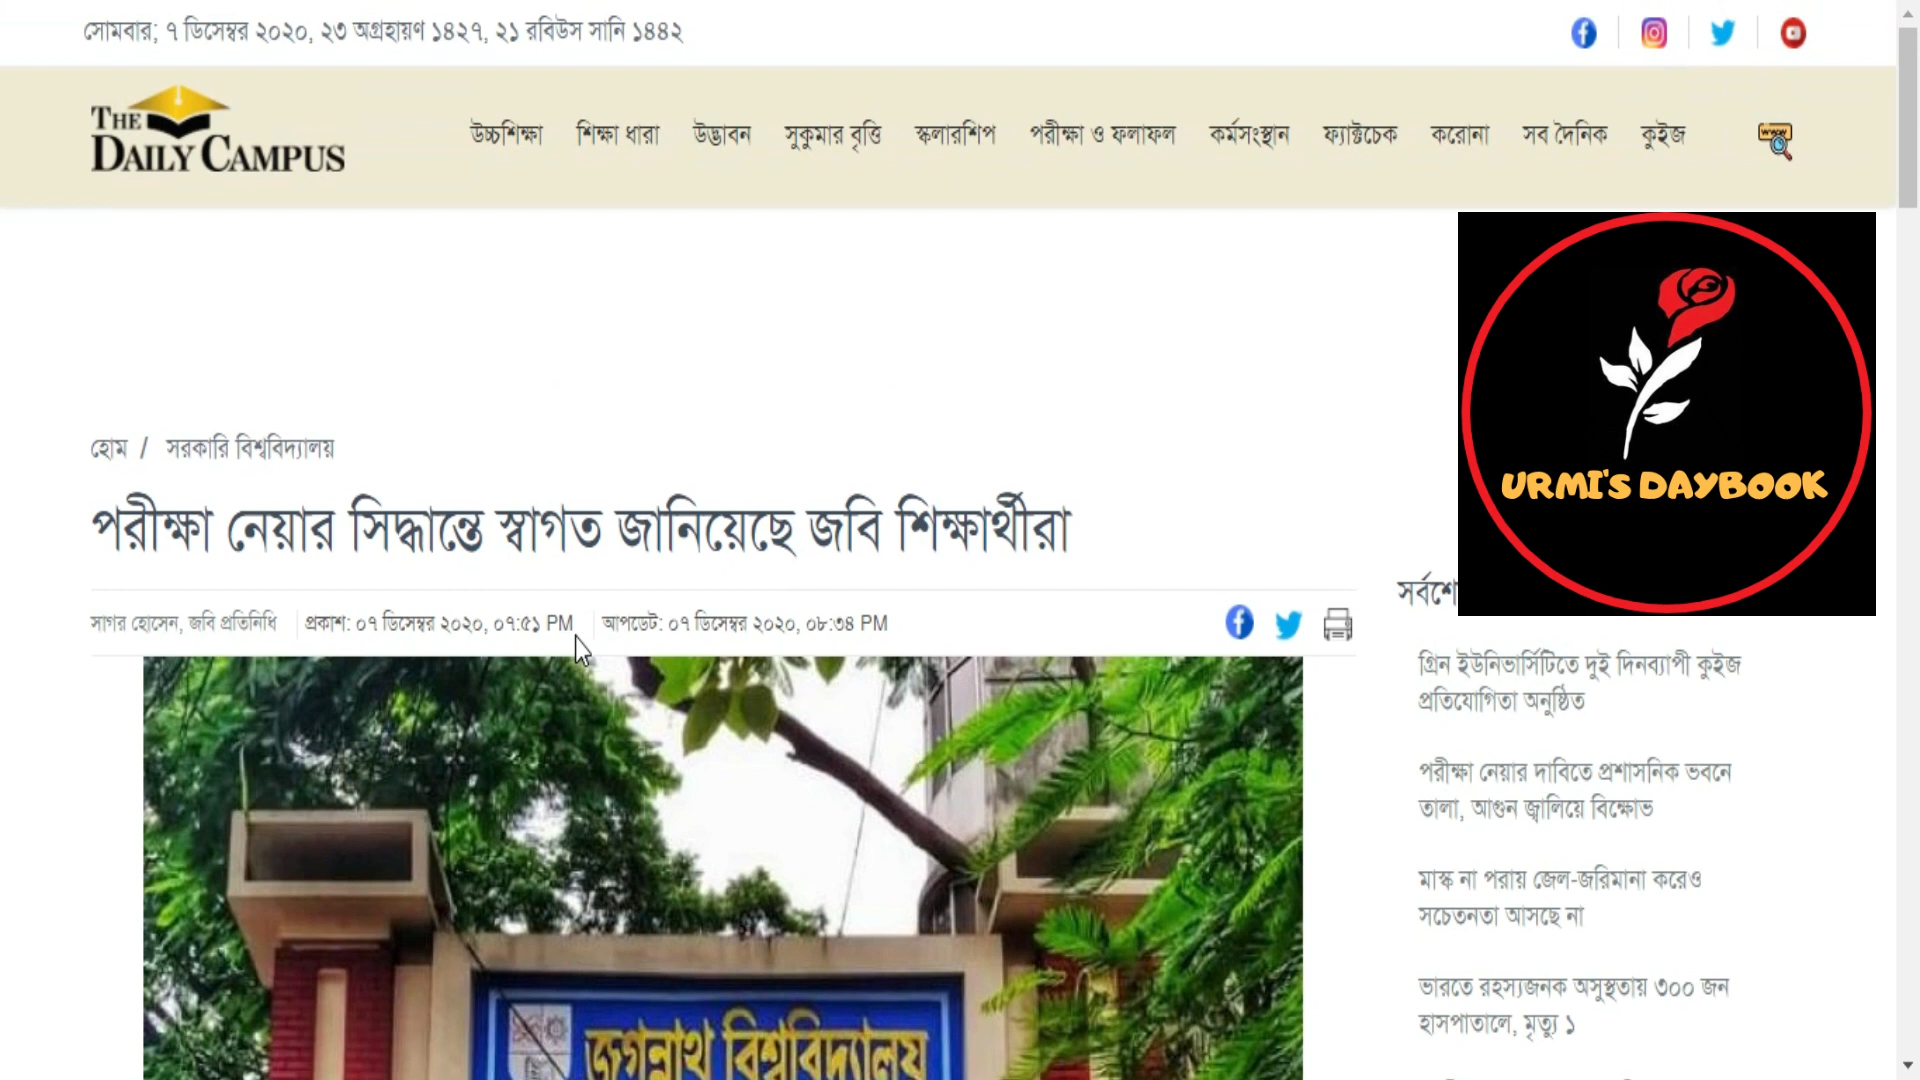 সোমবার; ৭ ডিসেম্বর ২০২০, ২৩ অগ্রহায়ণ ১৪২৭, ২১ রবিউস সানি ১৪৪২
THE
DAILY CAMPUS
উচ্চশিক্ষা শিক্ষা ধারা উদ্ভাবন সুকুমার বৃত্তি স্কলারশিপ পরীক্ষা ও ফলাফল কর্মসংস্থান ফ্যাক্টচেক করোনা সব দৈনিক কুইজ
WWW
URMI'S DAYBOOK
হোম / সরকারি বিশ্ববিদ্যালয়
পরীক্ষা নেয়ার সিদ্ধান্তে স্বাগত জানিয়েছে জবি শিক্ষার্থীরা
সাগর হোসেন, জবি প্রতিনিধি প্রকাশ: ০৭ ডিসেম্বর ২০২০, ০৭:৫১ PM আপডেট: ০৭ ডিসেম্বর ২০২০, ০৮:৩৪ PM
জগন্নাথ বিশ্ববিদ্যালয়
সর্বশে
গ্রিন ইউনিভার্সিটিতে দুই দিনব্যাপী কুইজ
প্রতিযোগিতা অনুষ্ঠিত
পরীক্ষা নেয়ার দাবিতে প্রশাসনিক ভবনে
তালা, আগুন জ্বালিয়ে বিক্ষোভ
মাস্ক না পরায় জেল-জরিমানা করেও
সচেতনতা আসছে না
ভারতে রহস্যজনক অসুস্থতায় ৩০০ জন
হাসপাতালে, মৃত্যু ১